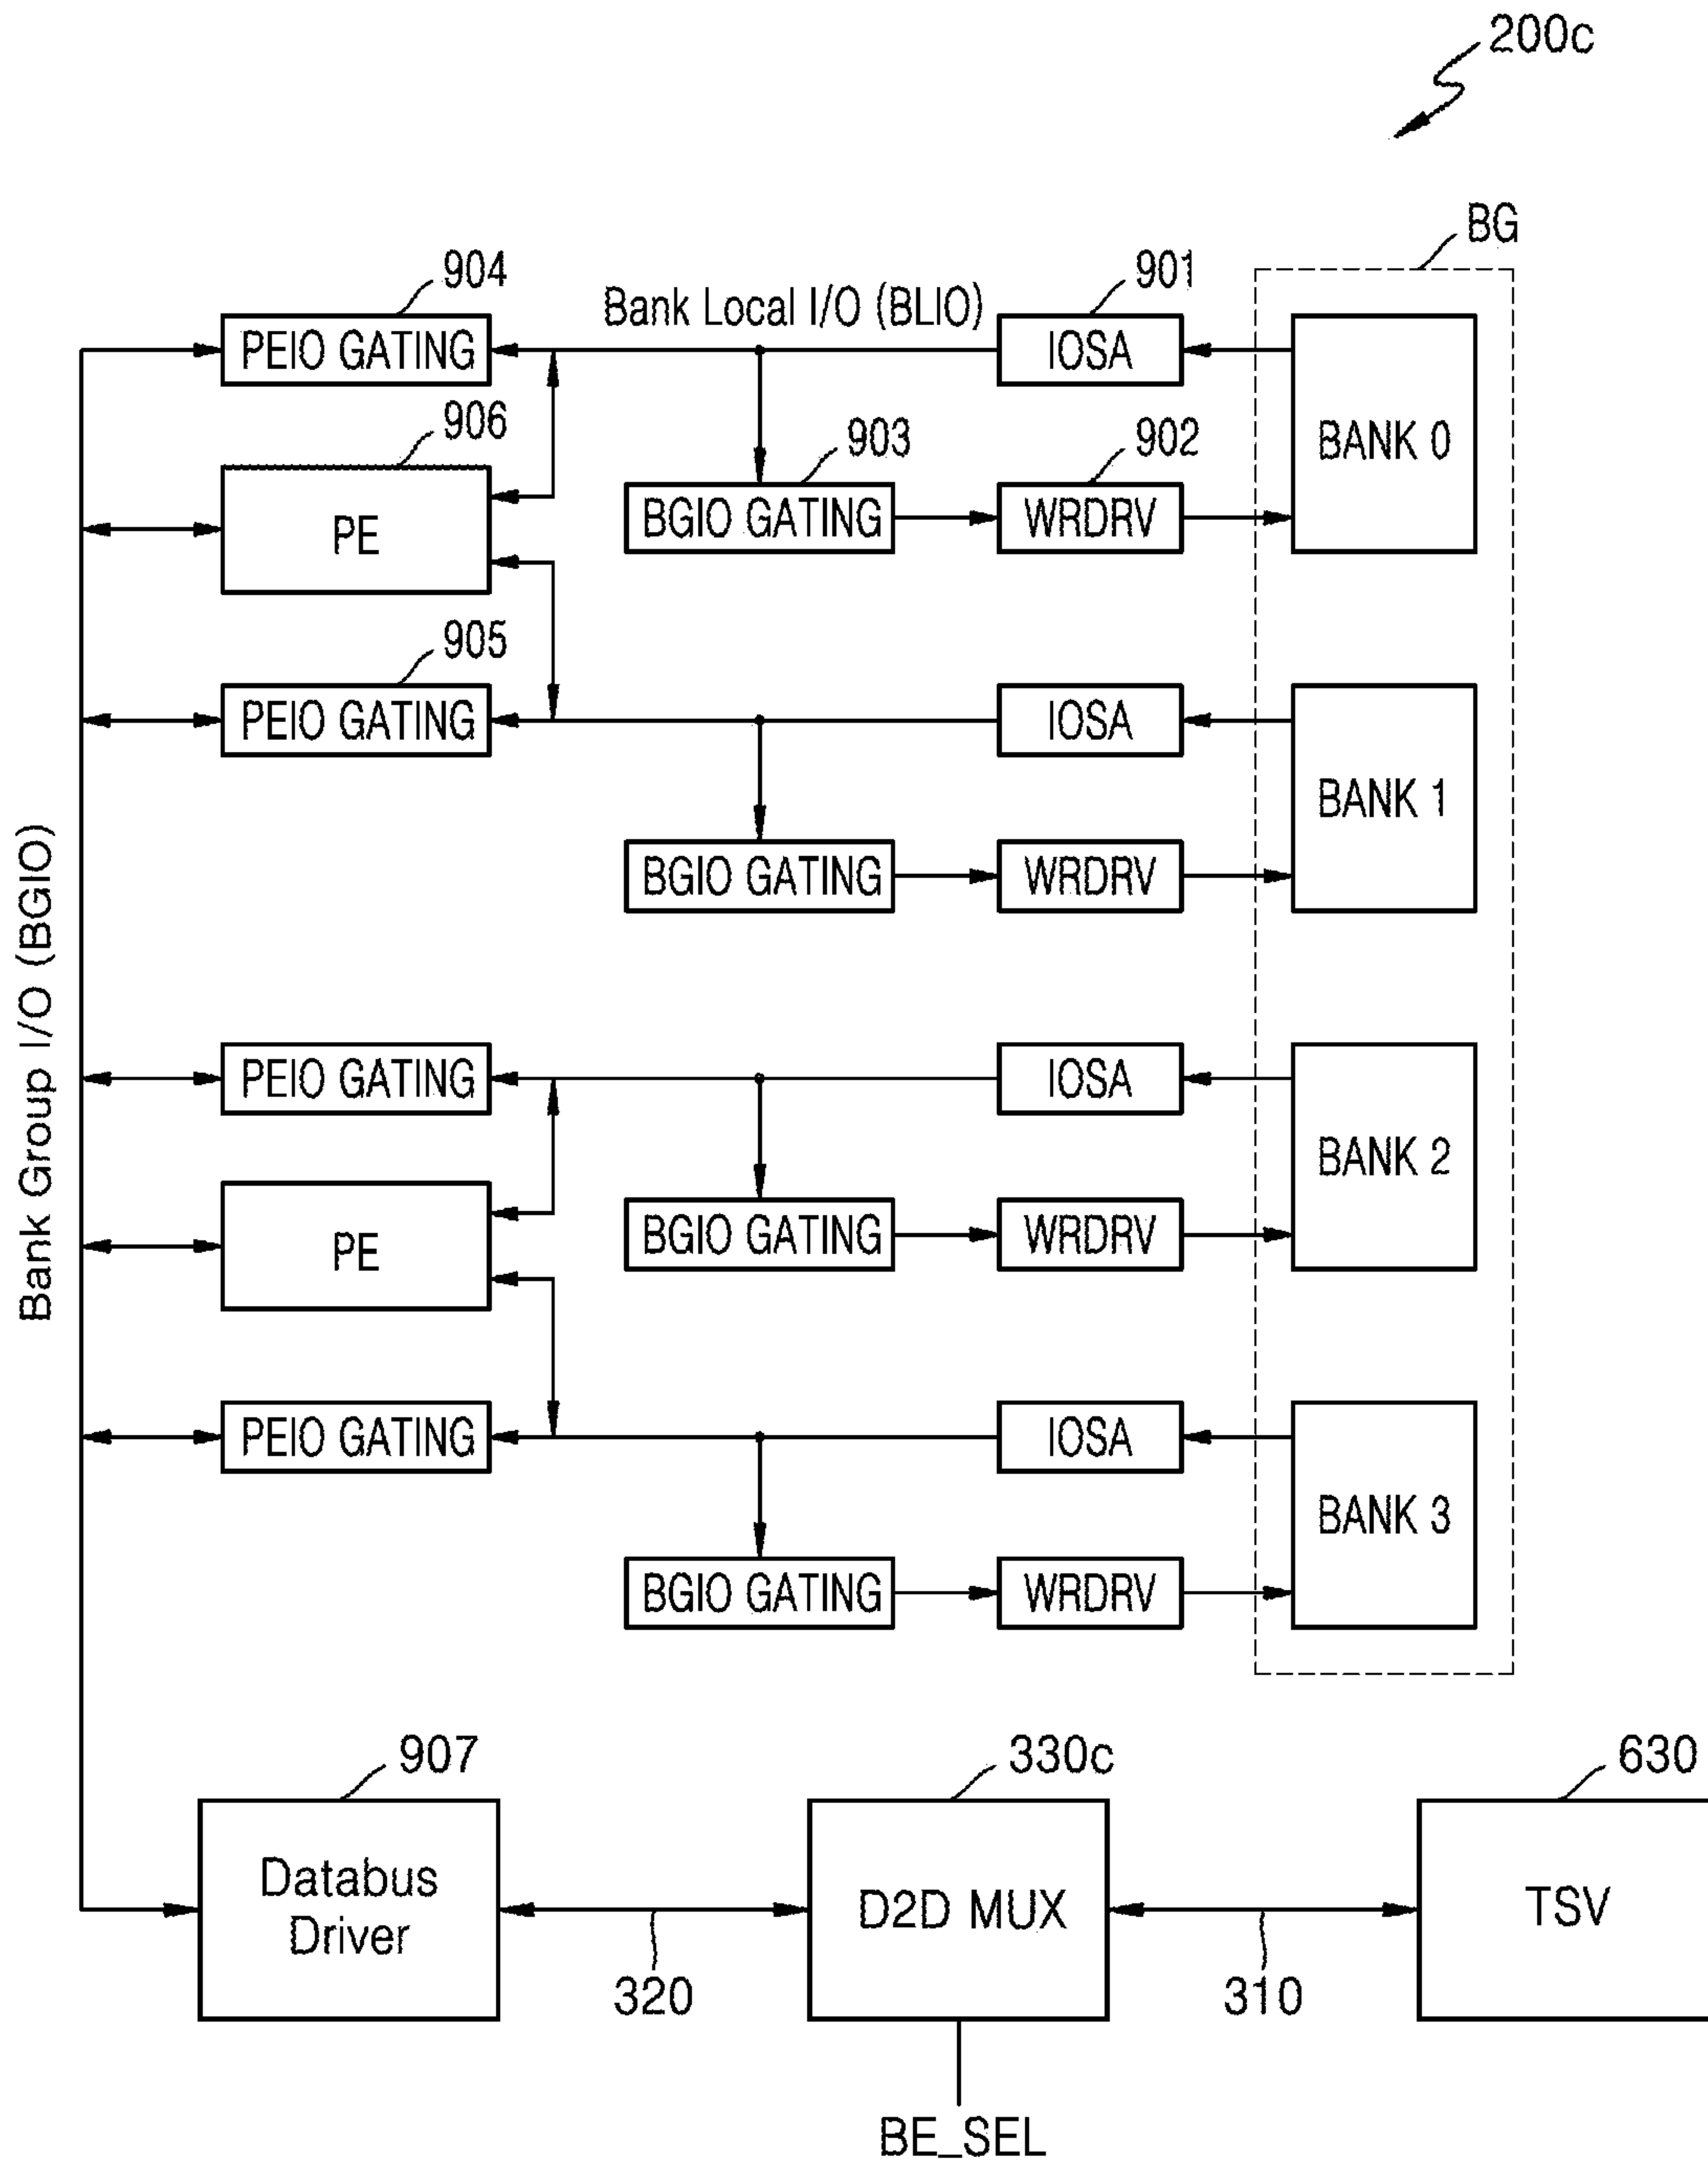 200c
BG
904
Bank Local I/O (BLIO)
901
PEIO GATING
IOSA
BANK 0
906
903
902
PE
BGIO GATING
WRDRV
905
PEIO GATING
IOSA
BANK 1
BGIO GATING
WRDRV
Bank Group I/O (BGIO)
PEIO GATING
IOSA
BANK 2
PE
BGIO GATING
WRDRV
PEIO GATING
IOSA
BANK 3
BGIO GATING
WRDRV
907
330c
630
Databus
Driver
D2D MUX
TSV
320
310
BE_SEL